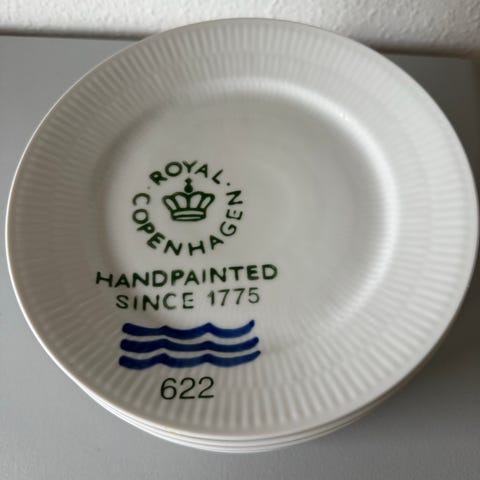 ROYAL
COPENHAGEN
HANDPAINTED
SINCE 1775
622